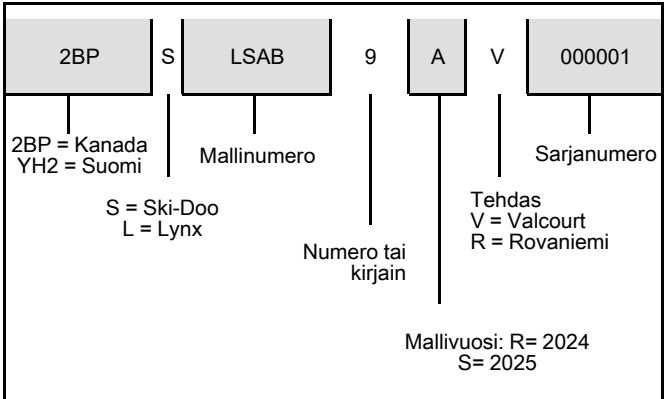 2BP S LSAB 9 A V 000001
2BP = Kanada
YH2 = Suomi
Mallinumero
Sarjanumero
S = Ski-Doo
L = Lynx
Tehdas
V = Valcourt
R = Rovaniemi
Numero tai
kirjain
Mallivuosi: R= 2024
S= 2025